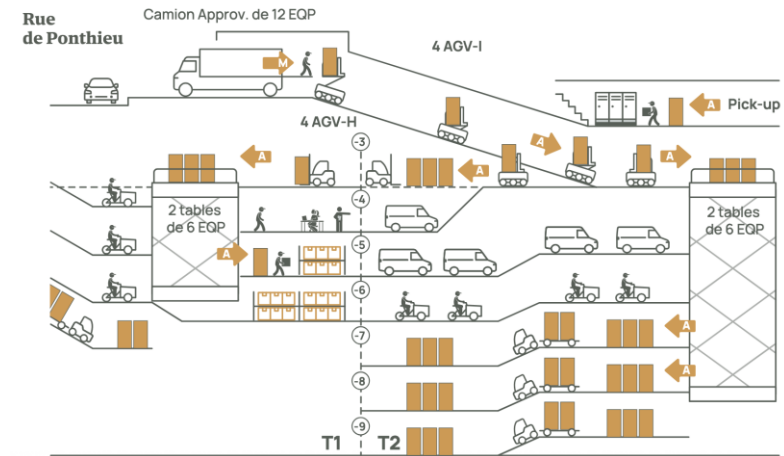 Rue
de Ponthieu
Camion Approv. de 12 EQP
4 AGV-I
M
A
Pick-up
4 AGV-H
-3
A
A
A
A
-4
2 tables
de 6 EQP
2 tables
de 6 EQP
-5
A
-6
-7
A
-8
A
-9
T1
T2